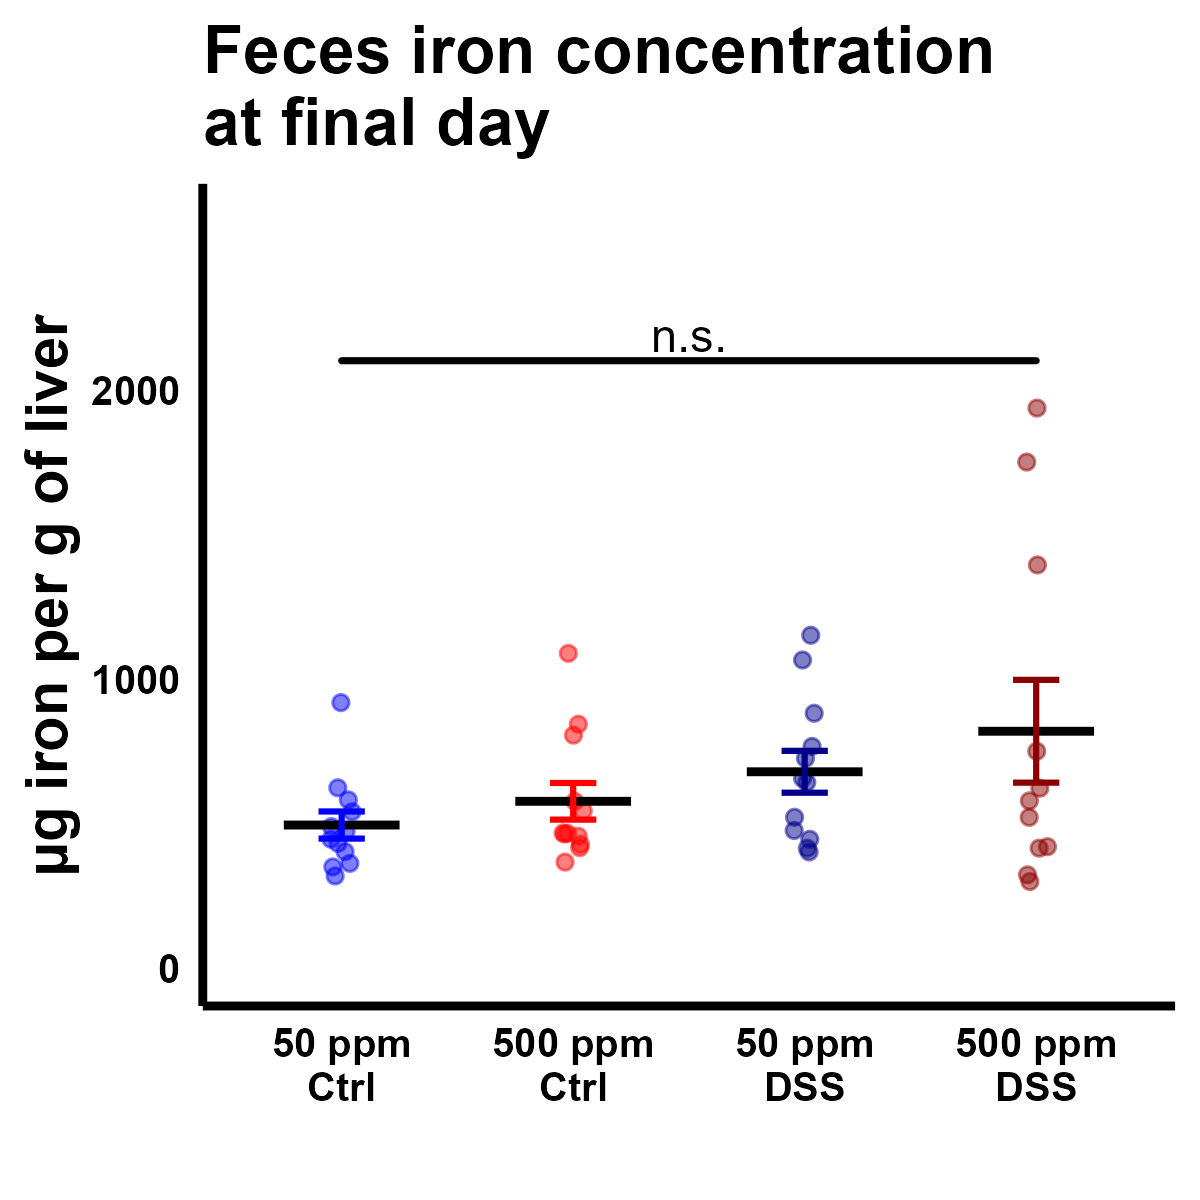 Feces iron concentration
at final day
µg iron per g of liver
n.s.
2000
1000
0
50 ppm
Ctrl
500 ppm
Ctrl
50 ppm
DSS
500 ppm
DSS